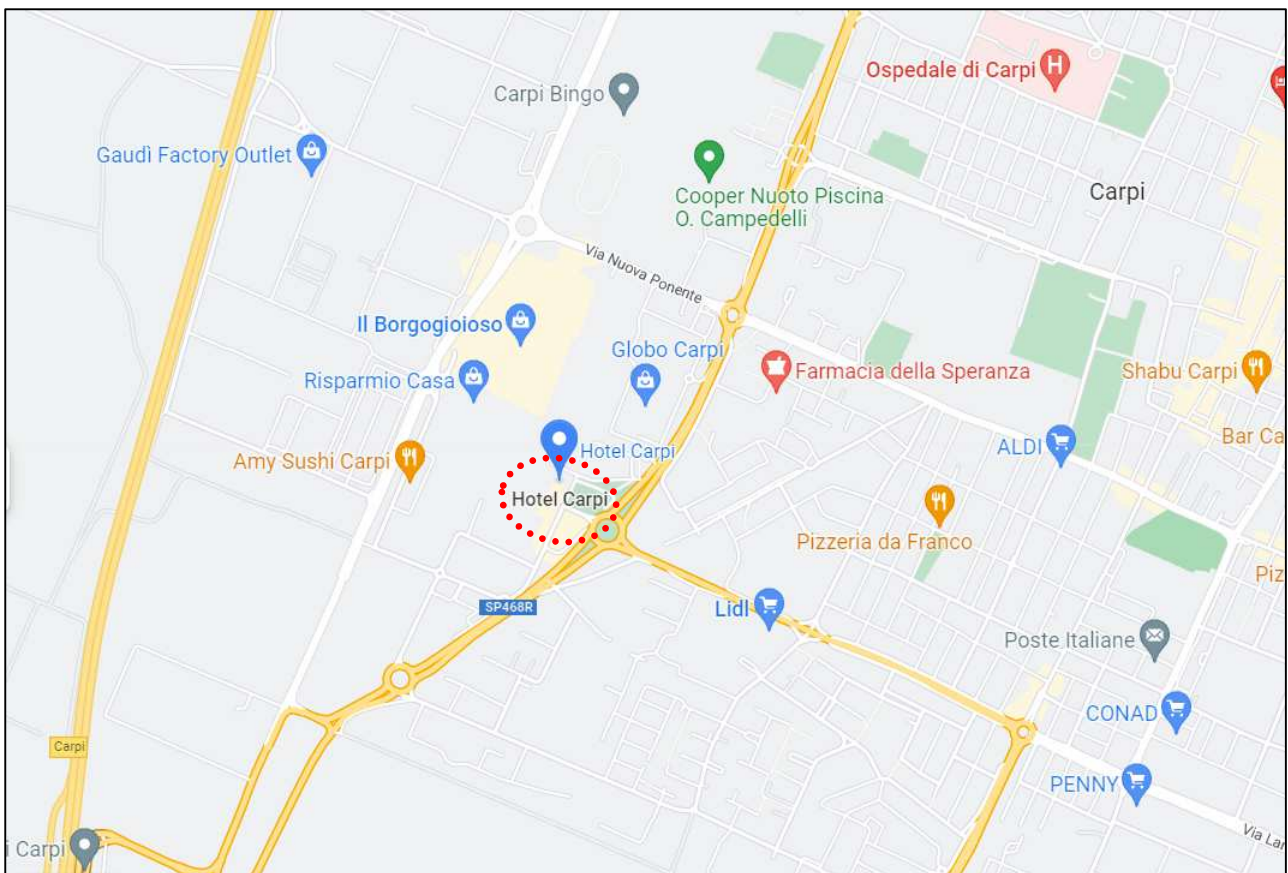 Ospedale di Carpi
H
Carpi Bingo
Gaudì Factory Outlet
Cooper Nuoto Piscina
O. Campedelli
Carpi
Via Nuova Ponente
Il Borgogioioso
Globo Carpi
Risparmio Casa
Farmacia della Speranza
Shabu Carpi
Bar Ca
ALDI
Amy Sushi Carpi
Hotel Carpi
Hotel Carpi
Pizzeria da Franco
Piz
SP468R
Lidl
Poste Italiane
CONAD
Carpi
PENNY
Via Lan
i Carpi